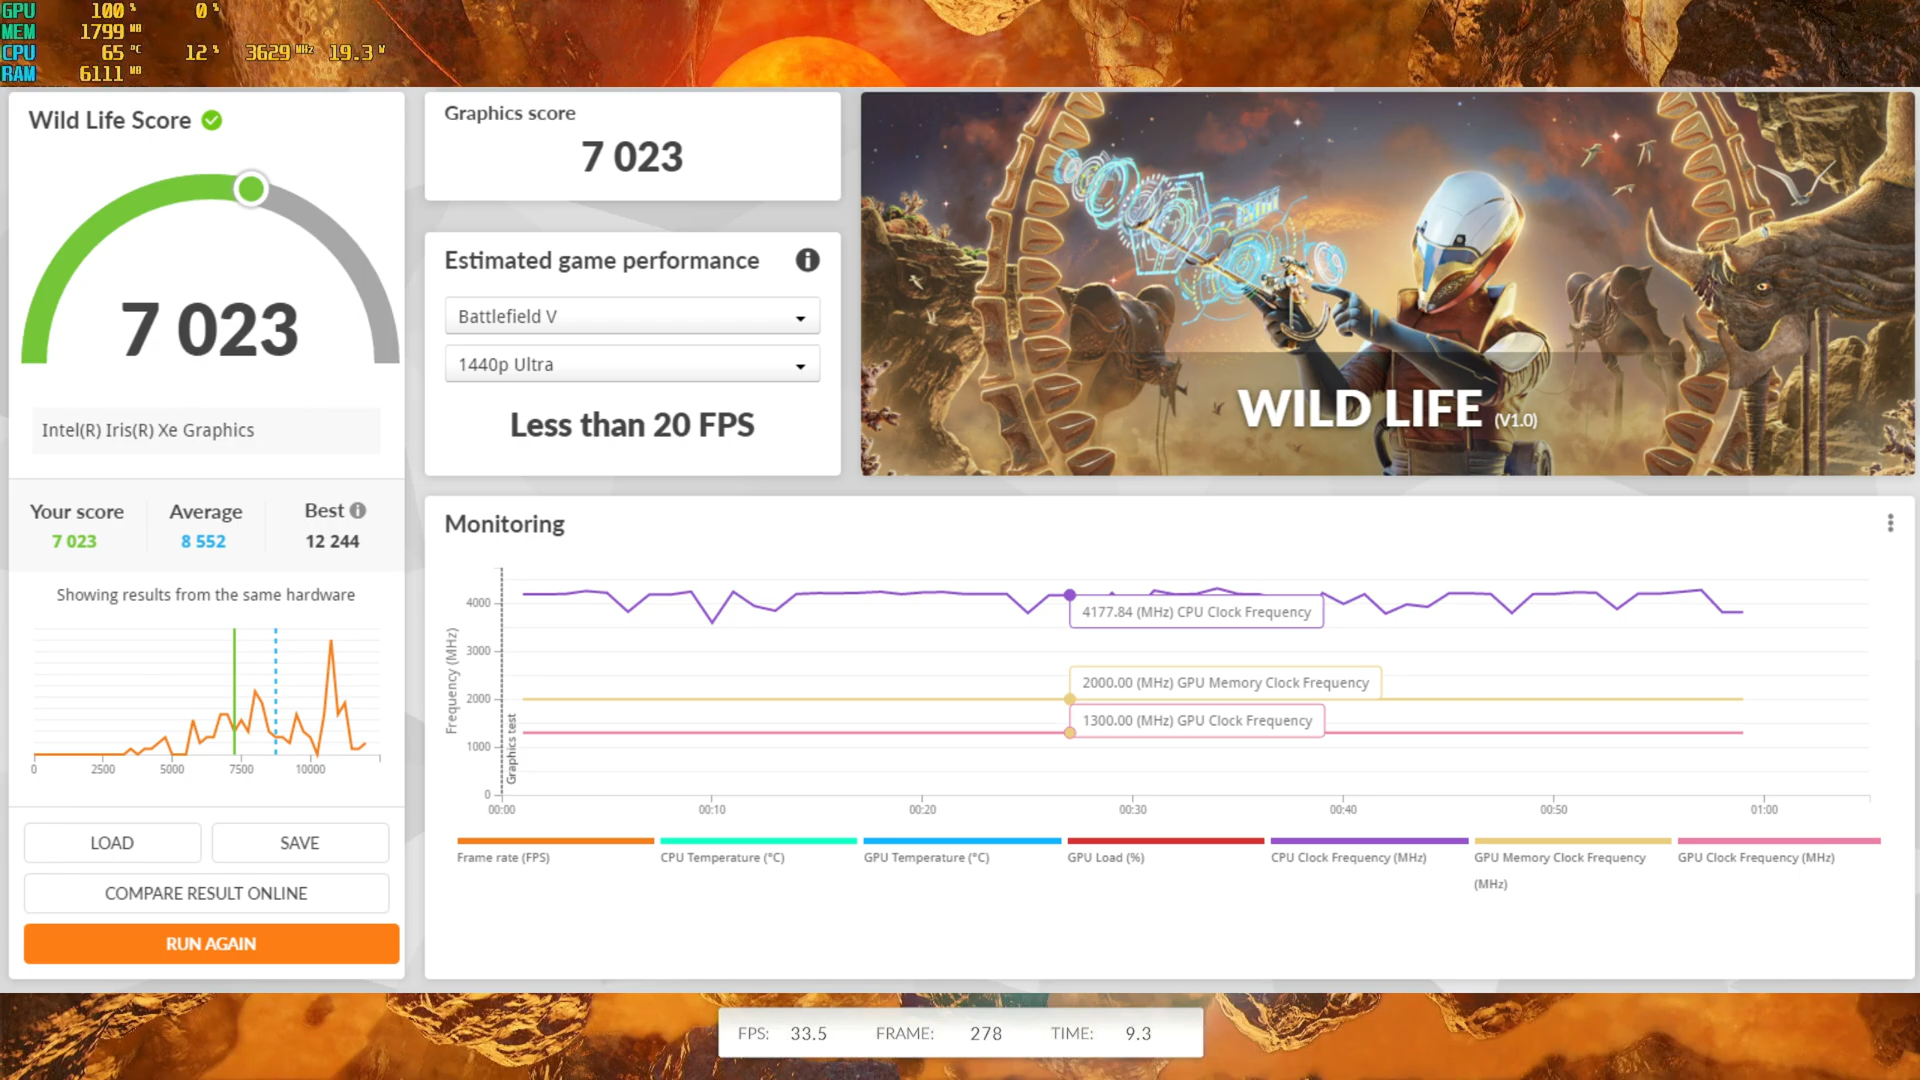 GPU 100 % 0 %
MEM 1799 MB
CPU 65 °C 12 % 3629 MHz 19.3 W
RAM 6111 MB
Wild Life Score
7 023
Intel(R) Iris(R) Xe Graphics
Your score Average Best
7 023 8 552 12 244
Showing results from the same hardware
0 2500 5000 7500 10000
LOAD SAVE
COMPARE RESULT ONLINE
RUN AGAIN
Graphics score
7 023
Estimated game performance
Battlefield V
1440p Ultra
Less than 20 FPS
WILD LIFE (V1.0)
Monitoring
Frequency (MHz)
4000
3000
2000
1000
0
Graphics test
4177.84 (MHz) CPU Clock Frequency
2000.00 (MHz) GPU Memory Clock Frequency
1300.00 (MHz) GPU Clock Frequency
00:00 00:10 00:20 00:30 00:40 00:50 01:00
Frame rate (FPS)
CPU Temperature (°C)
GPU Temperature (°C)
GPU Load (%)
CPU Clock Frequency (MHz)
GPU Memory Clock Frequency
(MHz)
GPU Clock Frequency (MHz)
FPS: 33.5 FRAME: 278 TIME: 9.3